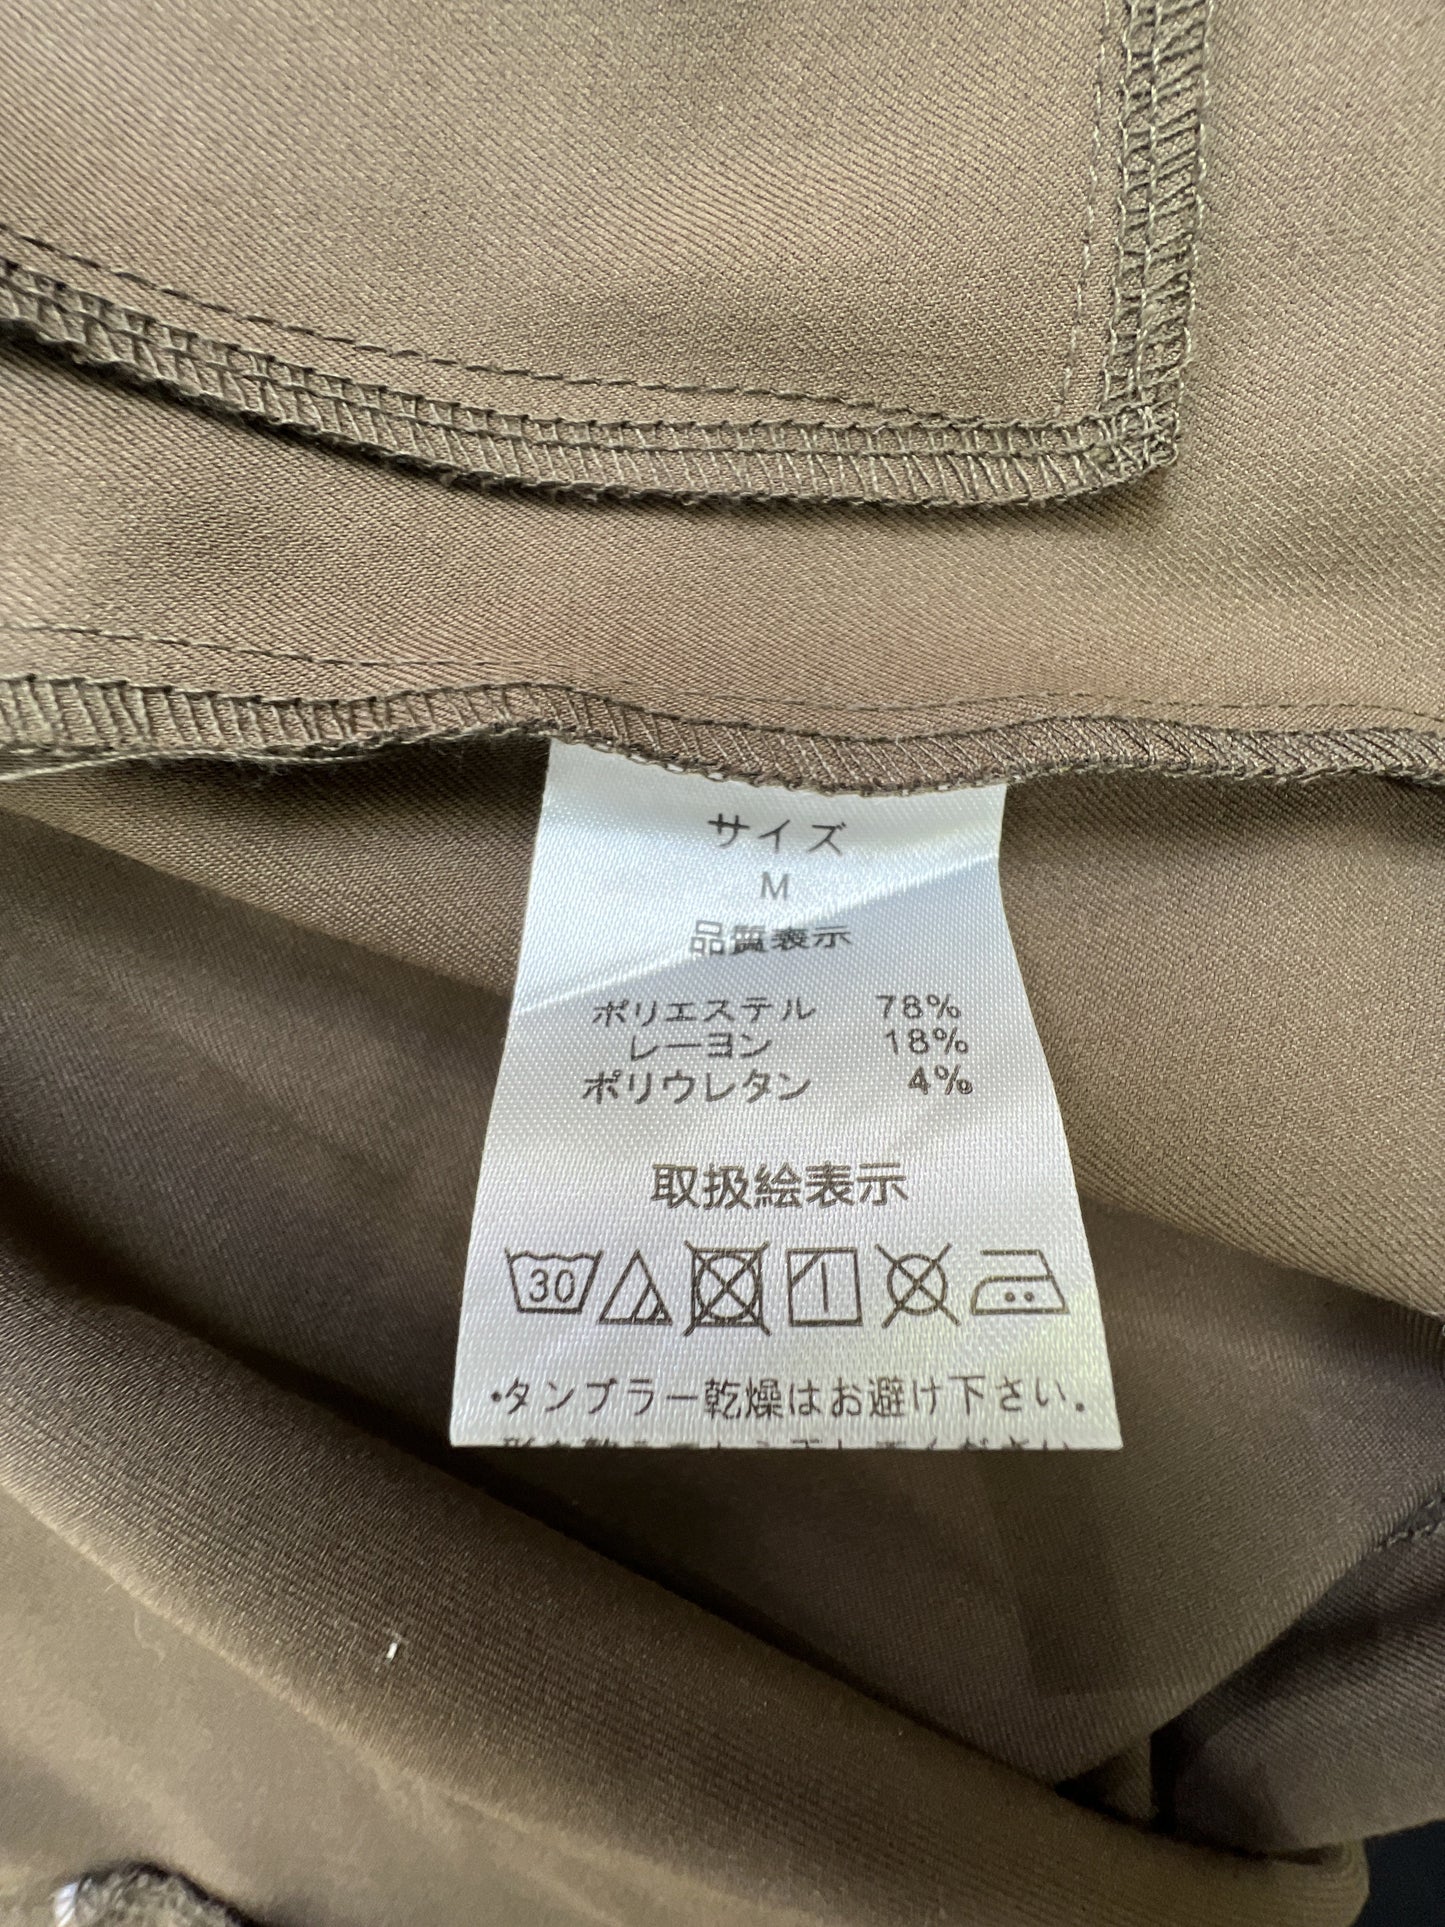 サイズ
M
品質表示
ポリエステル 78%
レーヨン 18%
ポリウレタン 4%
取扱絵表示
30
・タンブラー乾燥はお避け下さい。